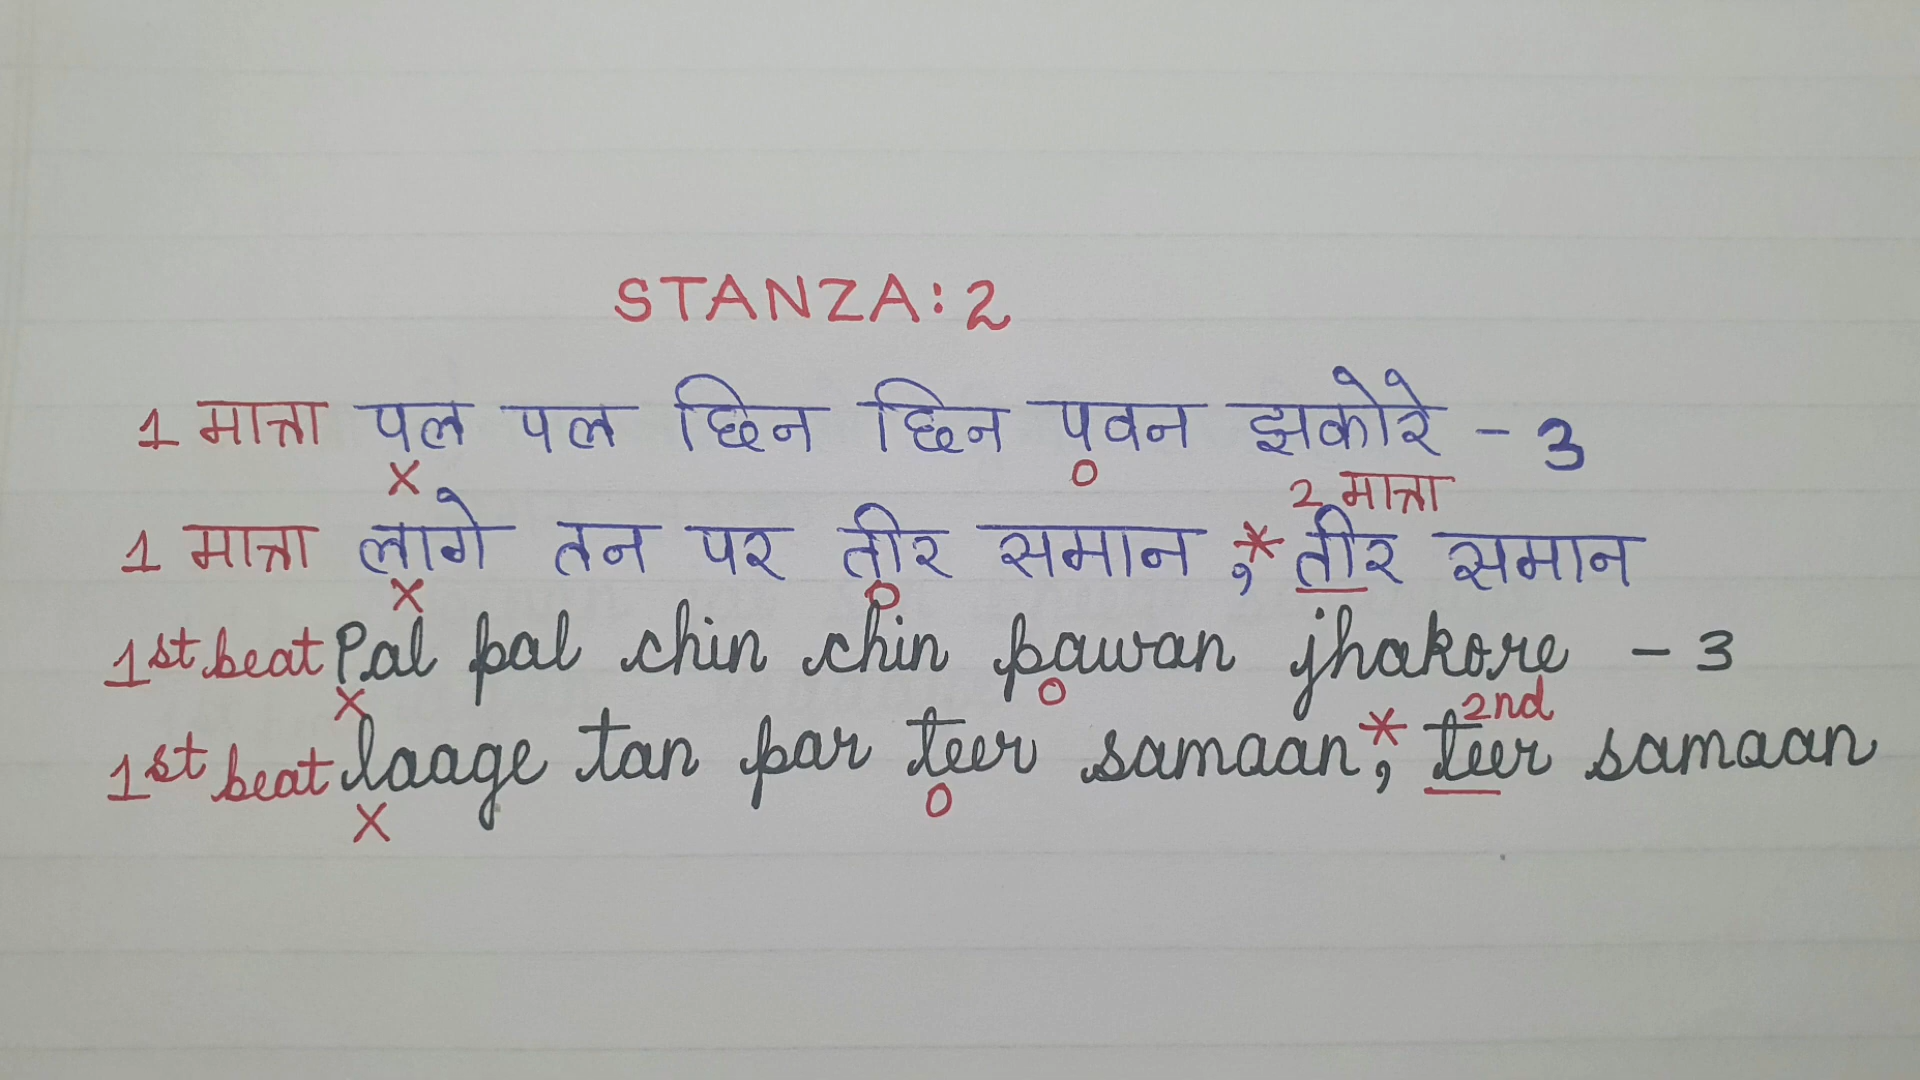 STANZA: 2
1 मात्रा पल पल छिन छिन पवन झकोरे - 3
x o
2 मात्रा
1 मात्रा लागे तन पर तीर समान ,* तीर समान
x o
1st beat Pal pal chin chin pawan jhakore - 3
x o 2nd
1st beat laage tan par teer samaan*, teer samaan
x o